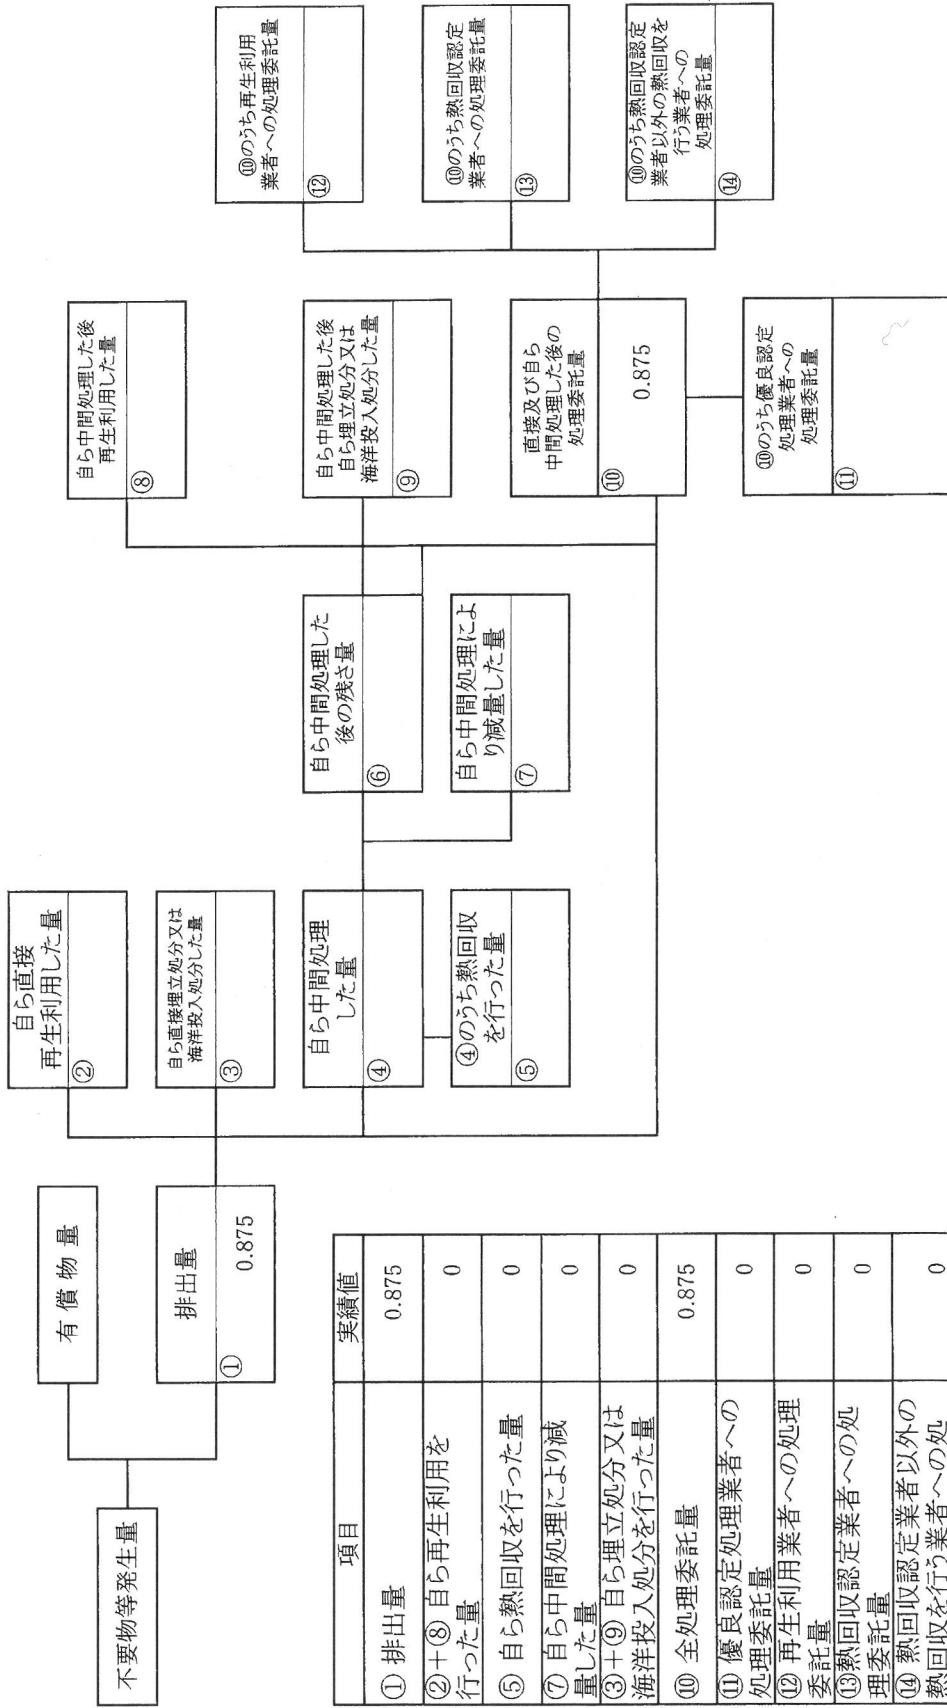 不要物等発生量
有償物量
排出量
①
0.875
自ら直接
再生利用した量
②
自ら直接埋立処分又は
海洋投入処分した量
③
自ら中間処理
した量
④
④のうち熱回収
を行った量
⑤
自ら中間処理した
後の残さ量
⑥
自ら中間処理によ
り減量した量
⑦
自ら中間処理した後
再生利用した量
⑧
自ら中間処理した後
自ら埋立処分又は
海洋投入処分した量
⑨
直接及び自ら
中間処理した後の
処理委託量
⑩
0.875
⑩のうち優良認定
処理業者への
処理委託量
⑪
⑩のうち再生利用
業者への処理委託量
⑫
⑩のうち熱回収認定
業者への処理委託量
⑬
⑩のうち熱回収認定
業者以外の熱回収を
行う業者への
処理委託量
⑭
項目 実績値
① 排出量 0.875
②+⑧ 自ら再生利用を
行った量 0
⑤ 自ら熱回収を行った量 0
⑦ 自ら中間処理により減
量した量 0
③+⑨ 自ら埋立処分又は
海洋投入処分を行った量 0
⑩ 全処理委託量 0.875
⑪ 優良認定処理業者への
処理委託量 0
⑫ 再生利用業者への処理
委託量 0
⑬熱回収認定業者への処
理委託量 0
⑭ 熱回収認定業者以外の
熱回収を行う業者への処 0